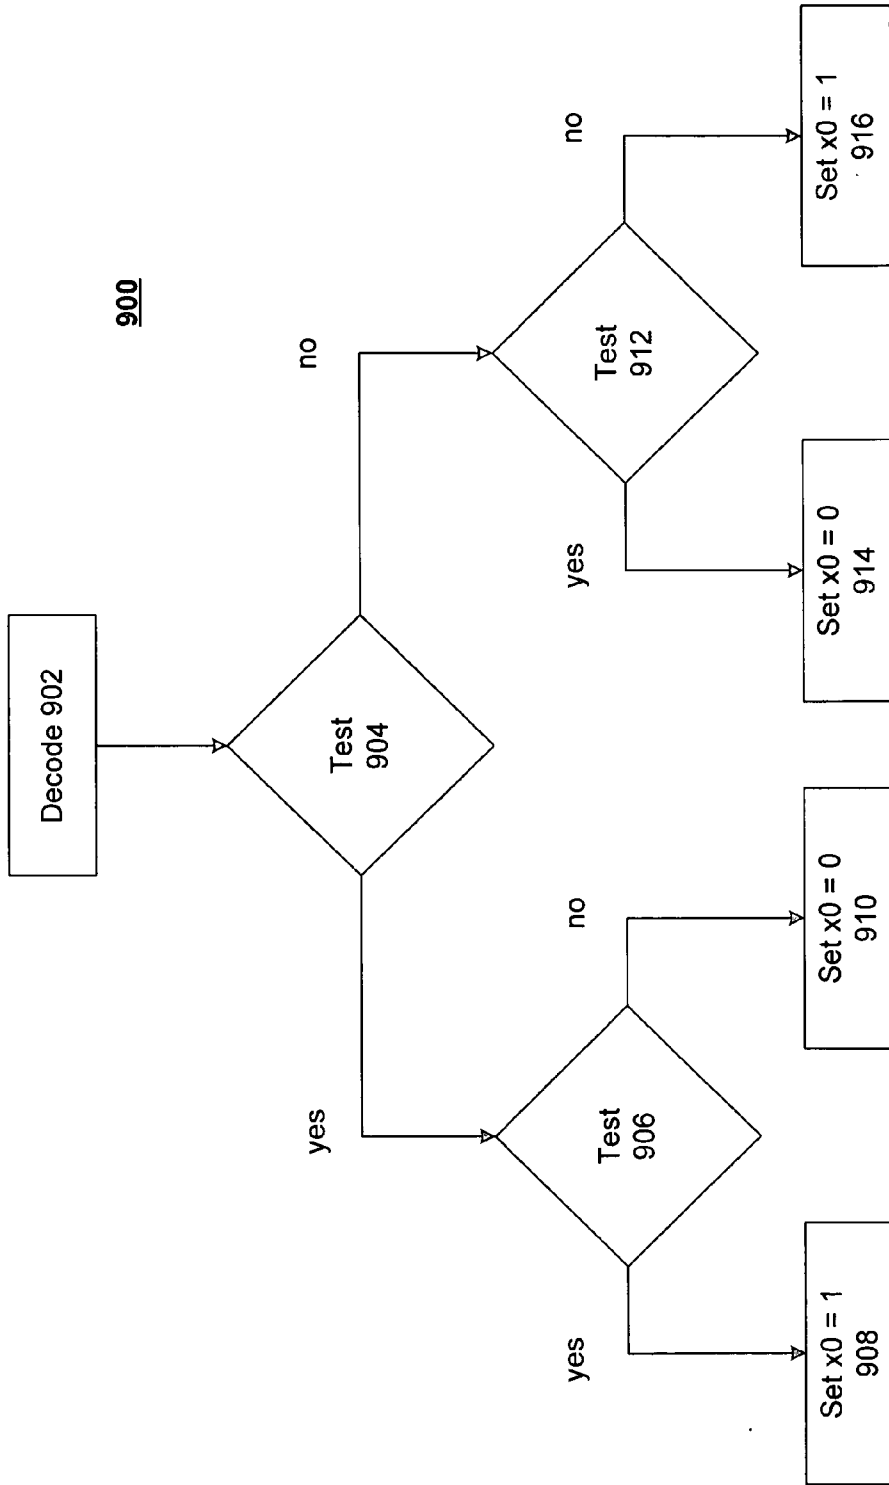 900
Decode 902
Test
904
yes
no
Test
906
Test
912
yes
no
yes
no
Set x0 = 1
908
Set x0 = 0
910
Set x0 = 0
914
Set x0 = 1
916